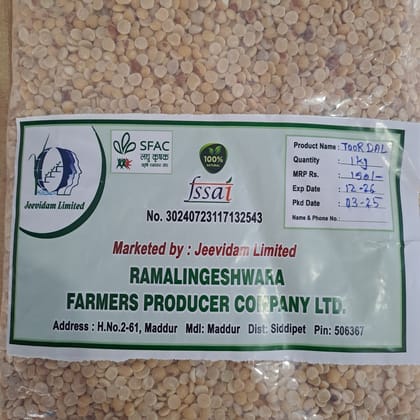 Jeevidam Limited
SFAC
लघु कृषक
100%
NATURAL
fssai
No. 30240723117132543
Product Name : TOOR DAL
Quantity : 1kg
MRP Rs. :
Exp Date : 12-26
Pkd Date : 03-25
Name & Phone No.:
Marketed by : Jeevidam Limited
RAMALINGESHWARA
FARMERS PRODUCER COMPANY LTD.
Address : H.No.2-61, Maddur Mdl: Maddur Dist: Siddipet Pin: 506367